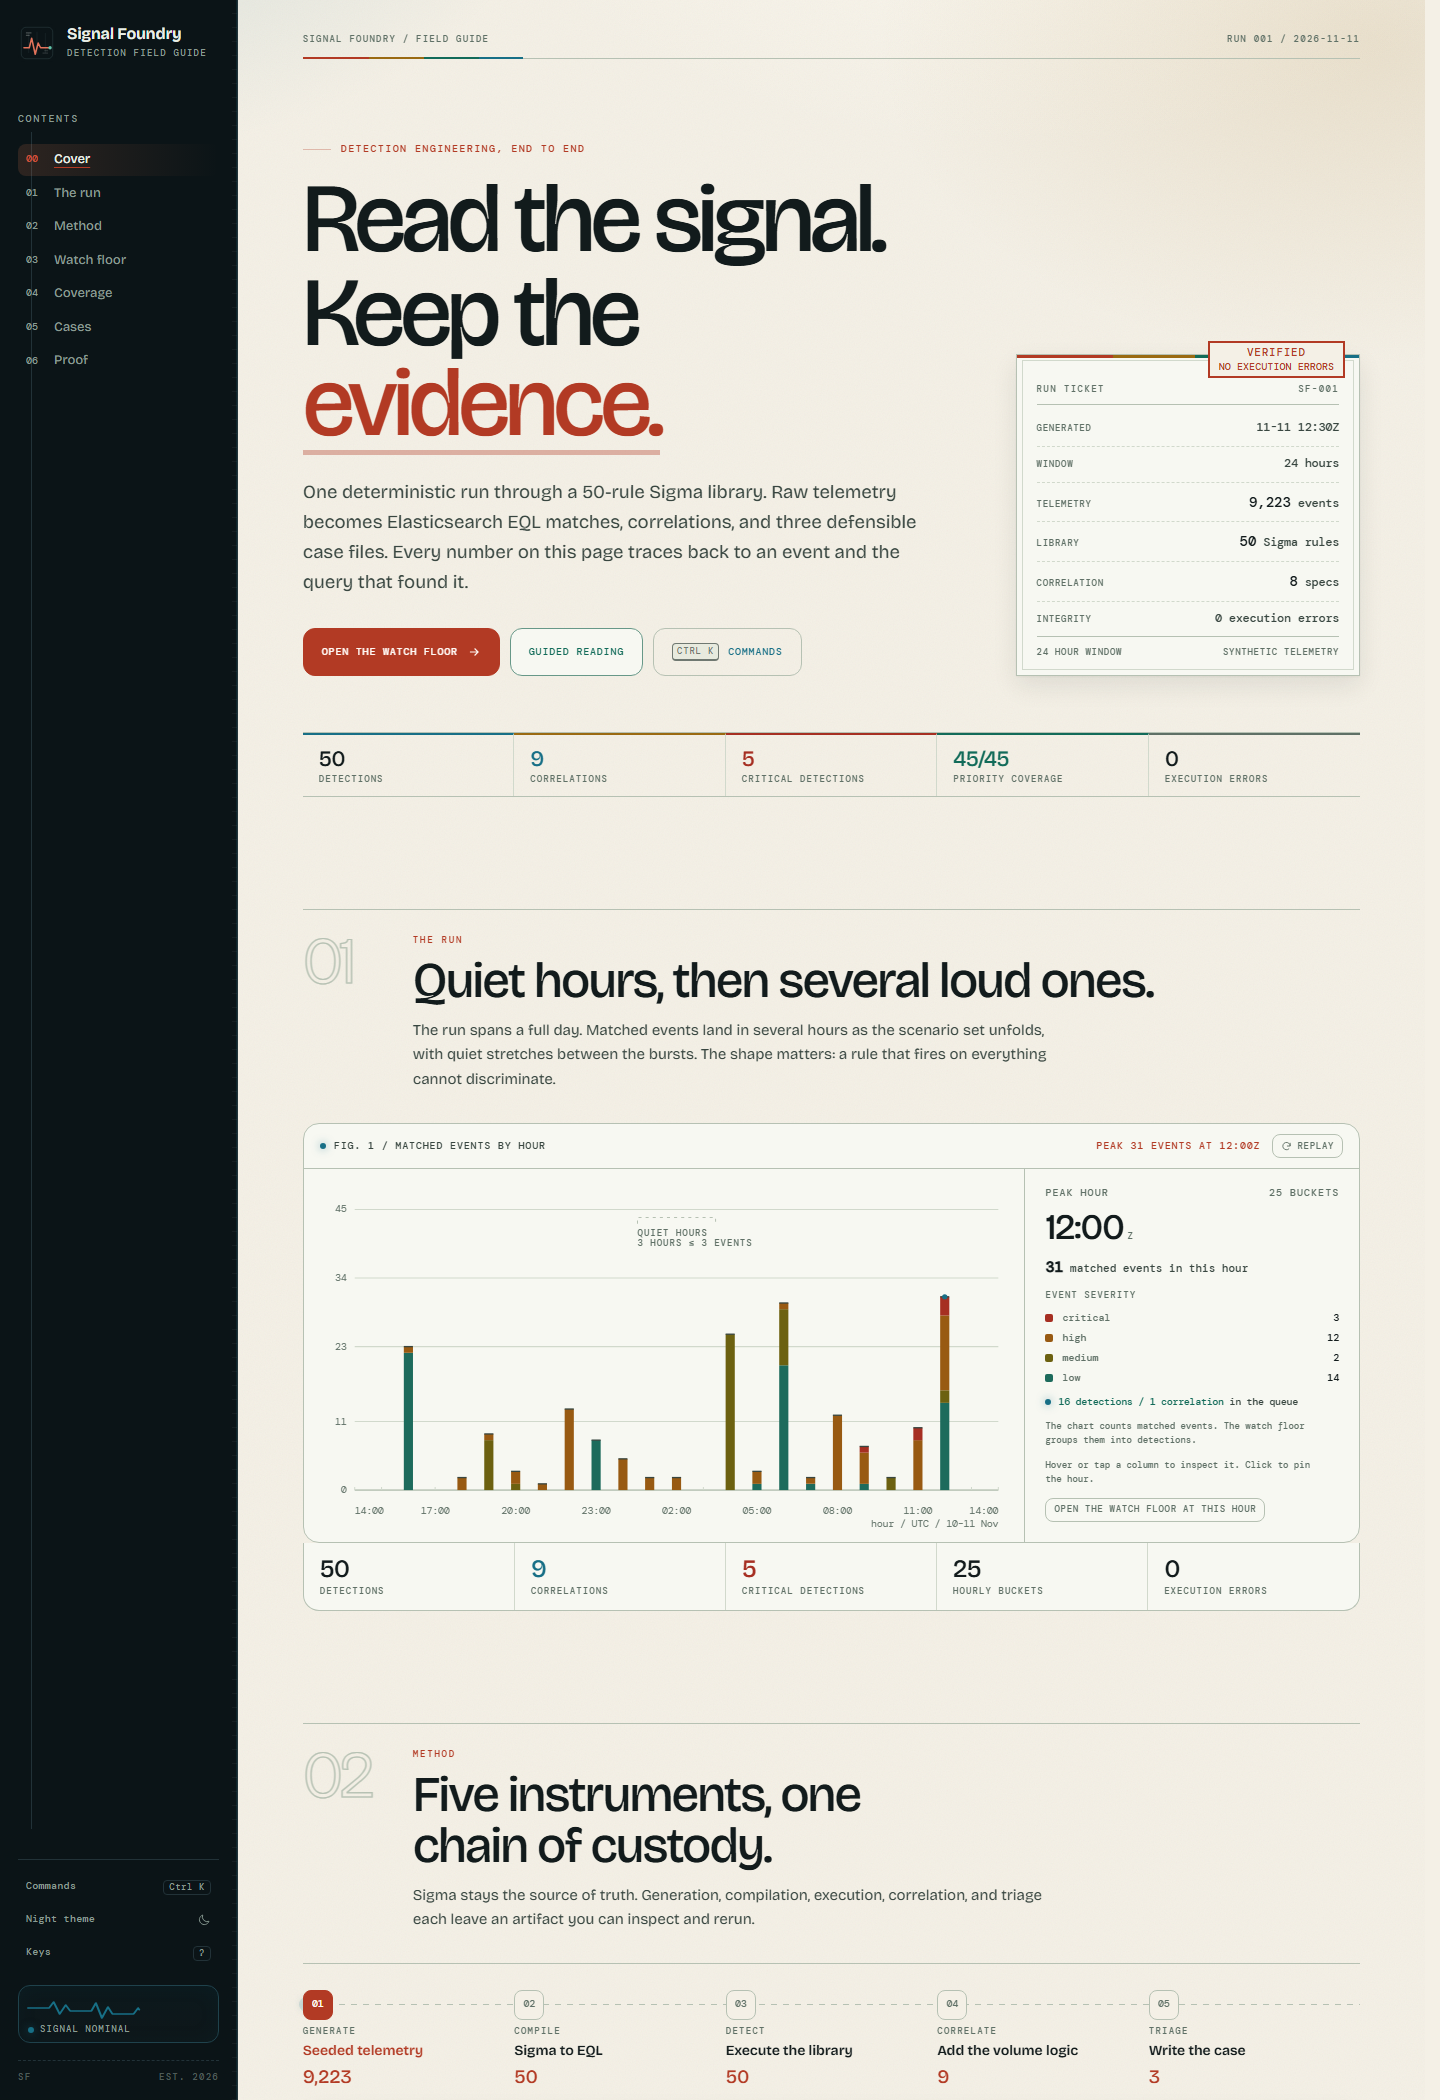 Signal Foundry
DETECTION FIELD GUIDE
CONTENTS
00 Cover
01 The run
02 Method
03 Watch floor
04 Coverage
05 Cases
06 Proof
Commands Ctrl K
Night theme
Keys ?
SIGNAL NOMINAL
SF EST. 2026
SIGNAL FOUNDRY / FIELD GUIDE RUN 001 / 2026-11-11
DETECTION ENGINEERING, END TO END
Read the signal.
Keep the
evidence.
One deterministic run through a 50-rule Sigma library. Raw telemetry
becomes Elasticsearch EQL matches, correlations, and three defensible
case files. Every number on this page traces back to an event and the
query that found it.
OPEN THE WATCH FLOOR → GUIDED READING CTRL K COMMANDS
VERIFIED
NO EXECUTION ERRORS
RUN TICKET SF-001
GENERATED 11-11 12:30Z
WINDOW 24 hours
TELEMETRY 9,223 events
LIBRARY 50 Sigma rules
CORRELATION 8 specs
INTEGRITY 0 execution errors
24 HOUR WINDOW SYNTHETIC TELEMETRY
50 9 5 45/45 0
DETECTIONS CORRELATIONS CRITICAL DETECTIONS PRIORITY COVERAGE EXECUTION ERRORS
01
THE RUN
Quiet hours, then several loud ones.
The run spans a full day. Matched events land in several hours as the scenario set unfolds,
with quiet stretches between the bursts. The shape matters: a rule that fires on everything
cannot discriminate.
FIG. 1 / MATCHED EVENTS BY HOUR PEAK 31 EVENTS AT 12:00Z REPLAY
45
QUIET HOURS
3 HOURS ≤ 3 EVENTS
34
23
11
0
14:00 17:00 20:00 23:00 02:00 05:00 08:00 11:00 14:00
hour / UTC / 10-11 Nov
PEAK HOUR 25 BUCKETS
12:00 Z
31 matched events in this hour
EVENT SEVERITY
critical 3
high 12
medium 2
low 14
16 detections / 1 correlation in the queue
The chart counts matched events. The watch floor
groups them into detections.
Hover or tap a column to inspect it. Click to pin
the hour.
OPEN THE WATCH FLOOR AT THIS HOUR
50 9 5 25 0
DETECTIONS CORRELATIONS CRITICAL DETECTIONS HOURLY BUCKETS EXECUTION ERRORS
02
METHOD
Five instruments, one
chain of custody.
Sigma stays the source of truth. Generation, compilation, execution, correlation, and triage
each leave an artifact you can inspect and rerun.
01 02 03 04 05
GENERATE COMPILE DETECT CORRELATE TRIAGE
Seeded telemetry Sigma to EQL Execute the library Add the volume logic Write the case
9,223 50 50 9 3